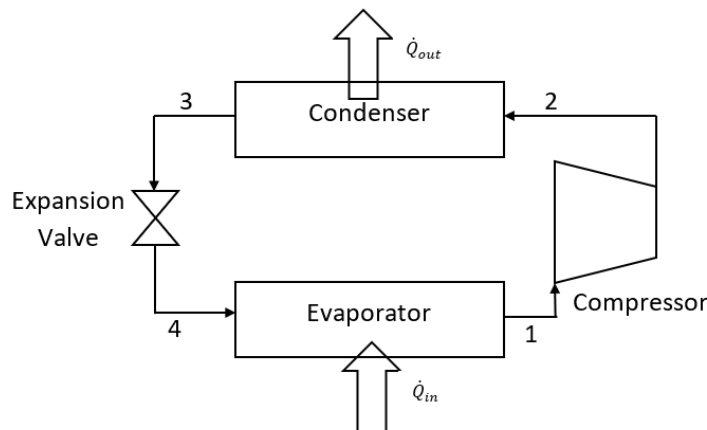 Q̇out
3
Condenser
2
Expansion
Valve
4
Evaporator
1
Compressor
Q̇in